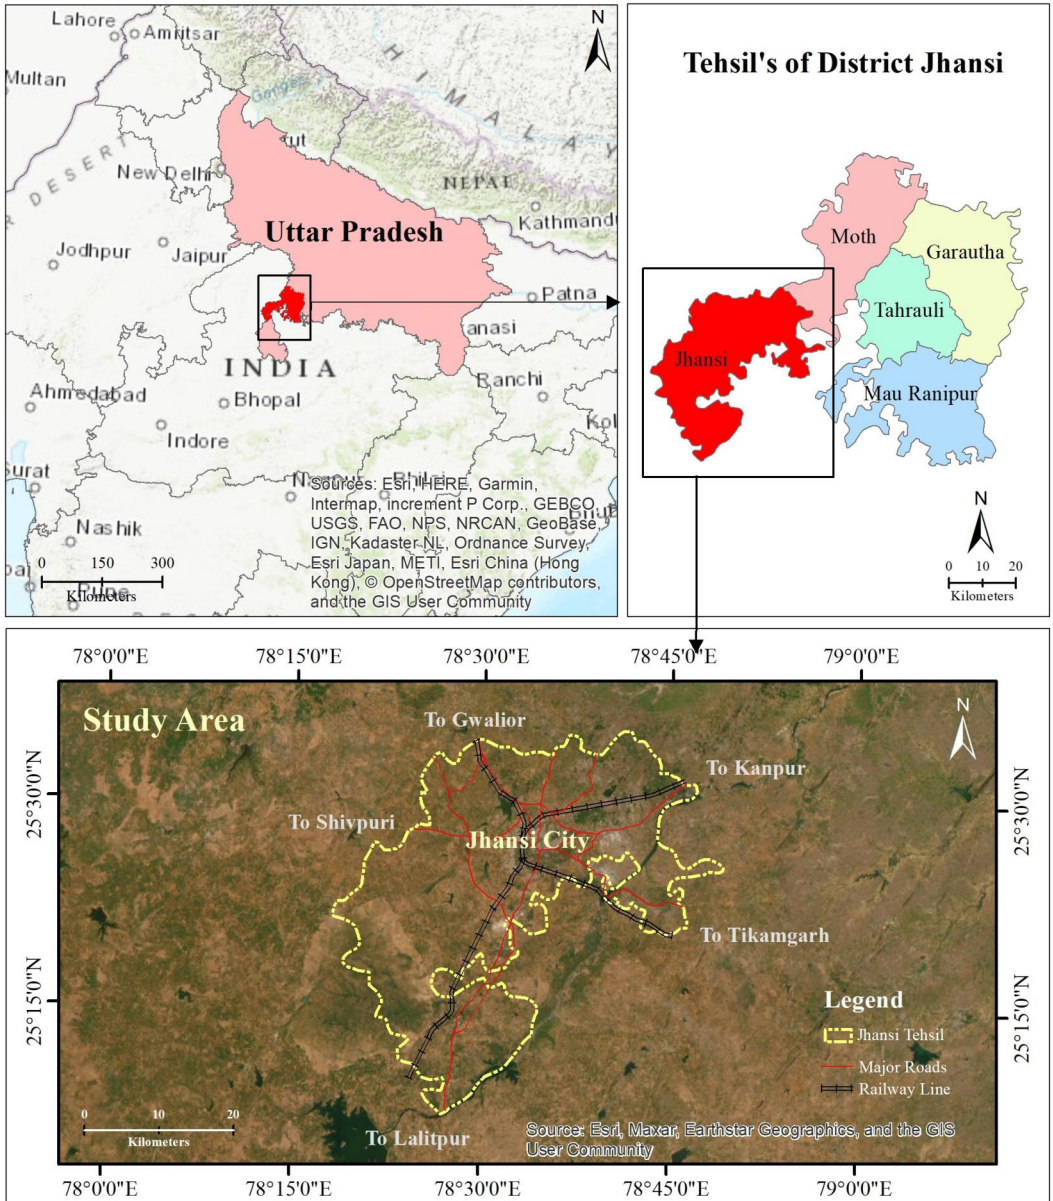 Lahore
Amritsar
Multan
DESERT
New Delhi
Ganges
rut
HIMALAY
NEPAL
Kathmandu
Uttar Pradesh
Jodhpur
Jaipur
Patna
anasi
INDIA
Ranchi
Ahmedabad
Bhopal
Kol
Indore
Surat
Nashik
N
Sources: Esri, HERE, Garmin,
Intermap, increment P Corp., GEBCO,
USGS, FAO, NPS, NRCAN, GeoBase,
IGN, Kadaster NL, Ordnance Survey,
Esri Japan, METI, Esri China (Hong
Kong), © OpenStreetMap contributors,
and the GIS User Community
0 150 300
Kilometers
Tehsil's of District Jhansi
Moth
Garautha
Tahrauli
Jhansi
Mau Ranipur
N
0 10 20
Kilometers
78°0'0"E 78°15'0"E 78°30'0"E 78°45'0"E 79°0'0"E
Study Area
N
To Gwalior
To Kanpur
25°30'0"N
25°30'0"N
To Shivpuri
Jhansi City
To Tikamgarh
25°15'0"N
25°15'0"N
Legend
Jhansi Tehsil
Major Roads
Railway Line
0 10 20
Kilometers
To Lalitpur
Source: Esri, Maxar, Earthstar Geographics, and the GIS
User Community
78°0'0"E 78°15'0"E 78°30'0"E 78°45'0"E 79°0'0"E